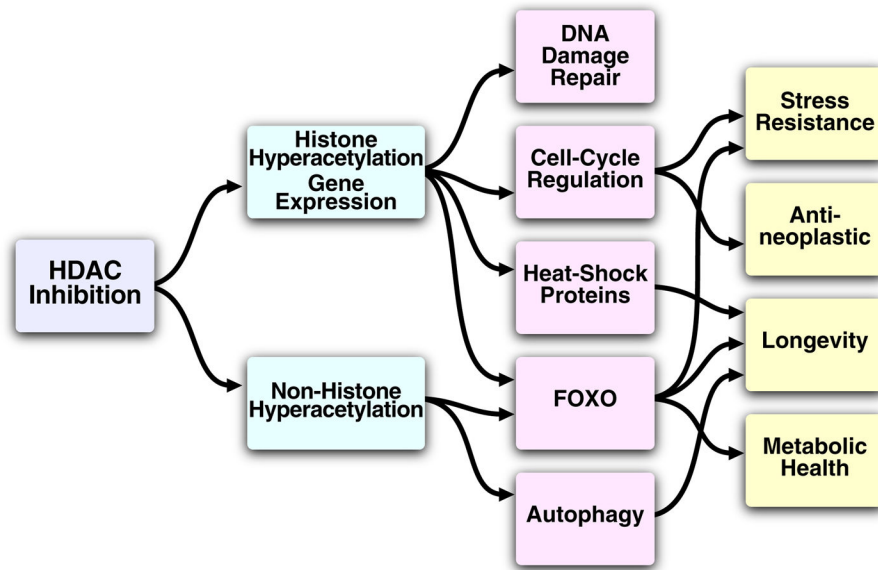 HDAC
Inhibition
Histone
Hyperacetylation
Gene
Expression
Non-Histone
Hyperacetylation
DNA
Damage
Repair
Cell-Cycle
Regulation
Heat-Shock
Proteins
FOXO
Autophagy
Stress
Resistance
Anti-
neoplastic
Longevity
Metabolic
Health